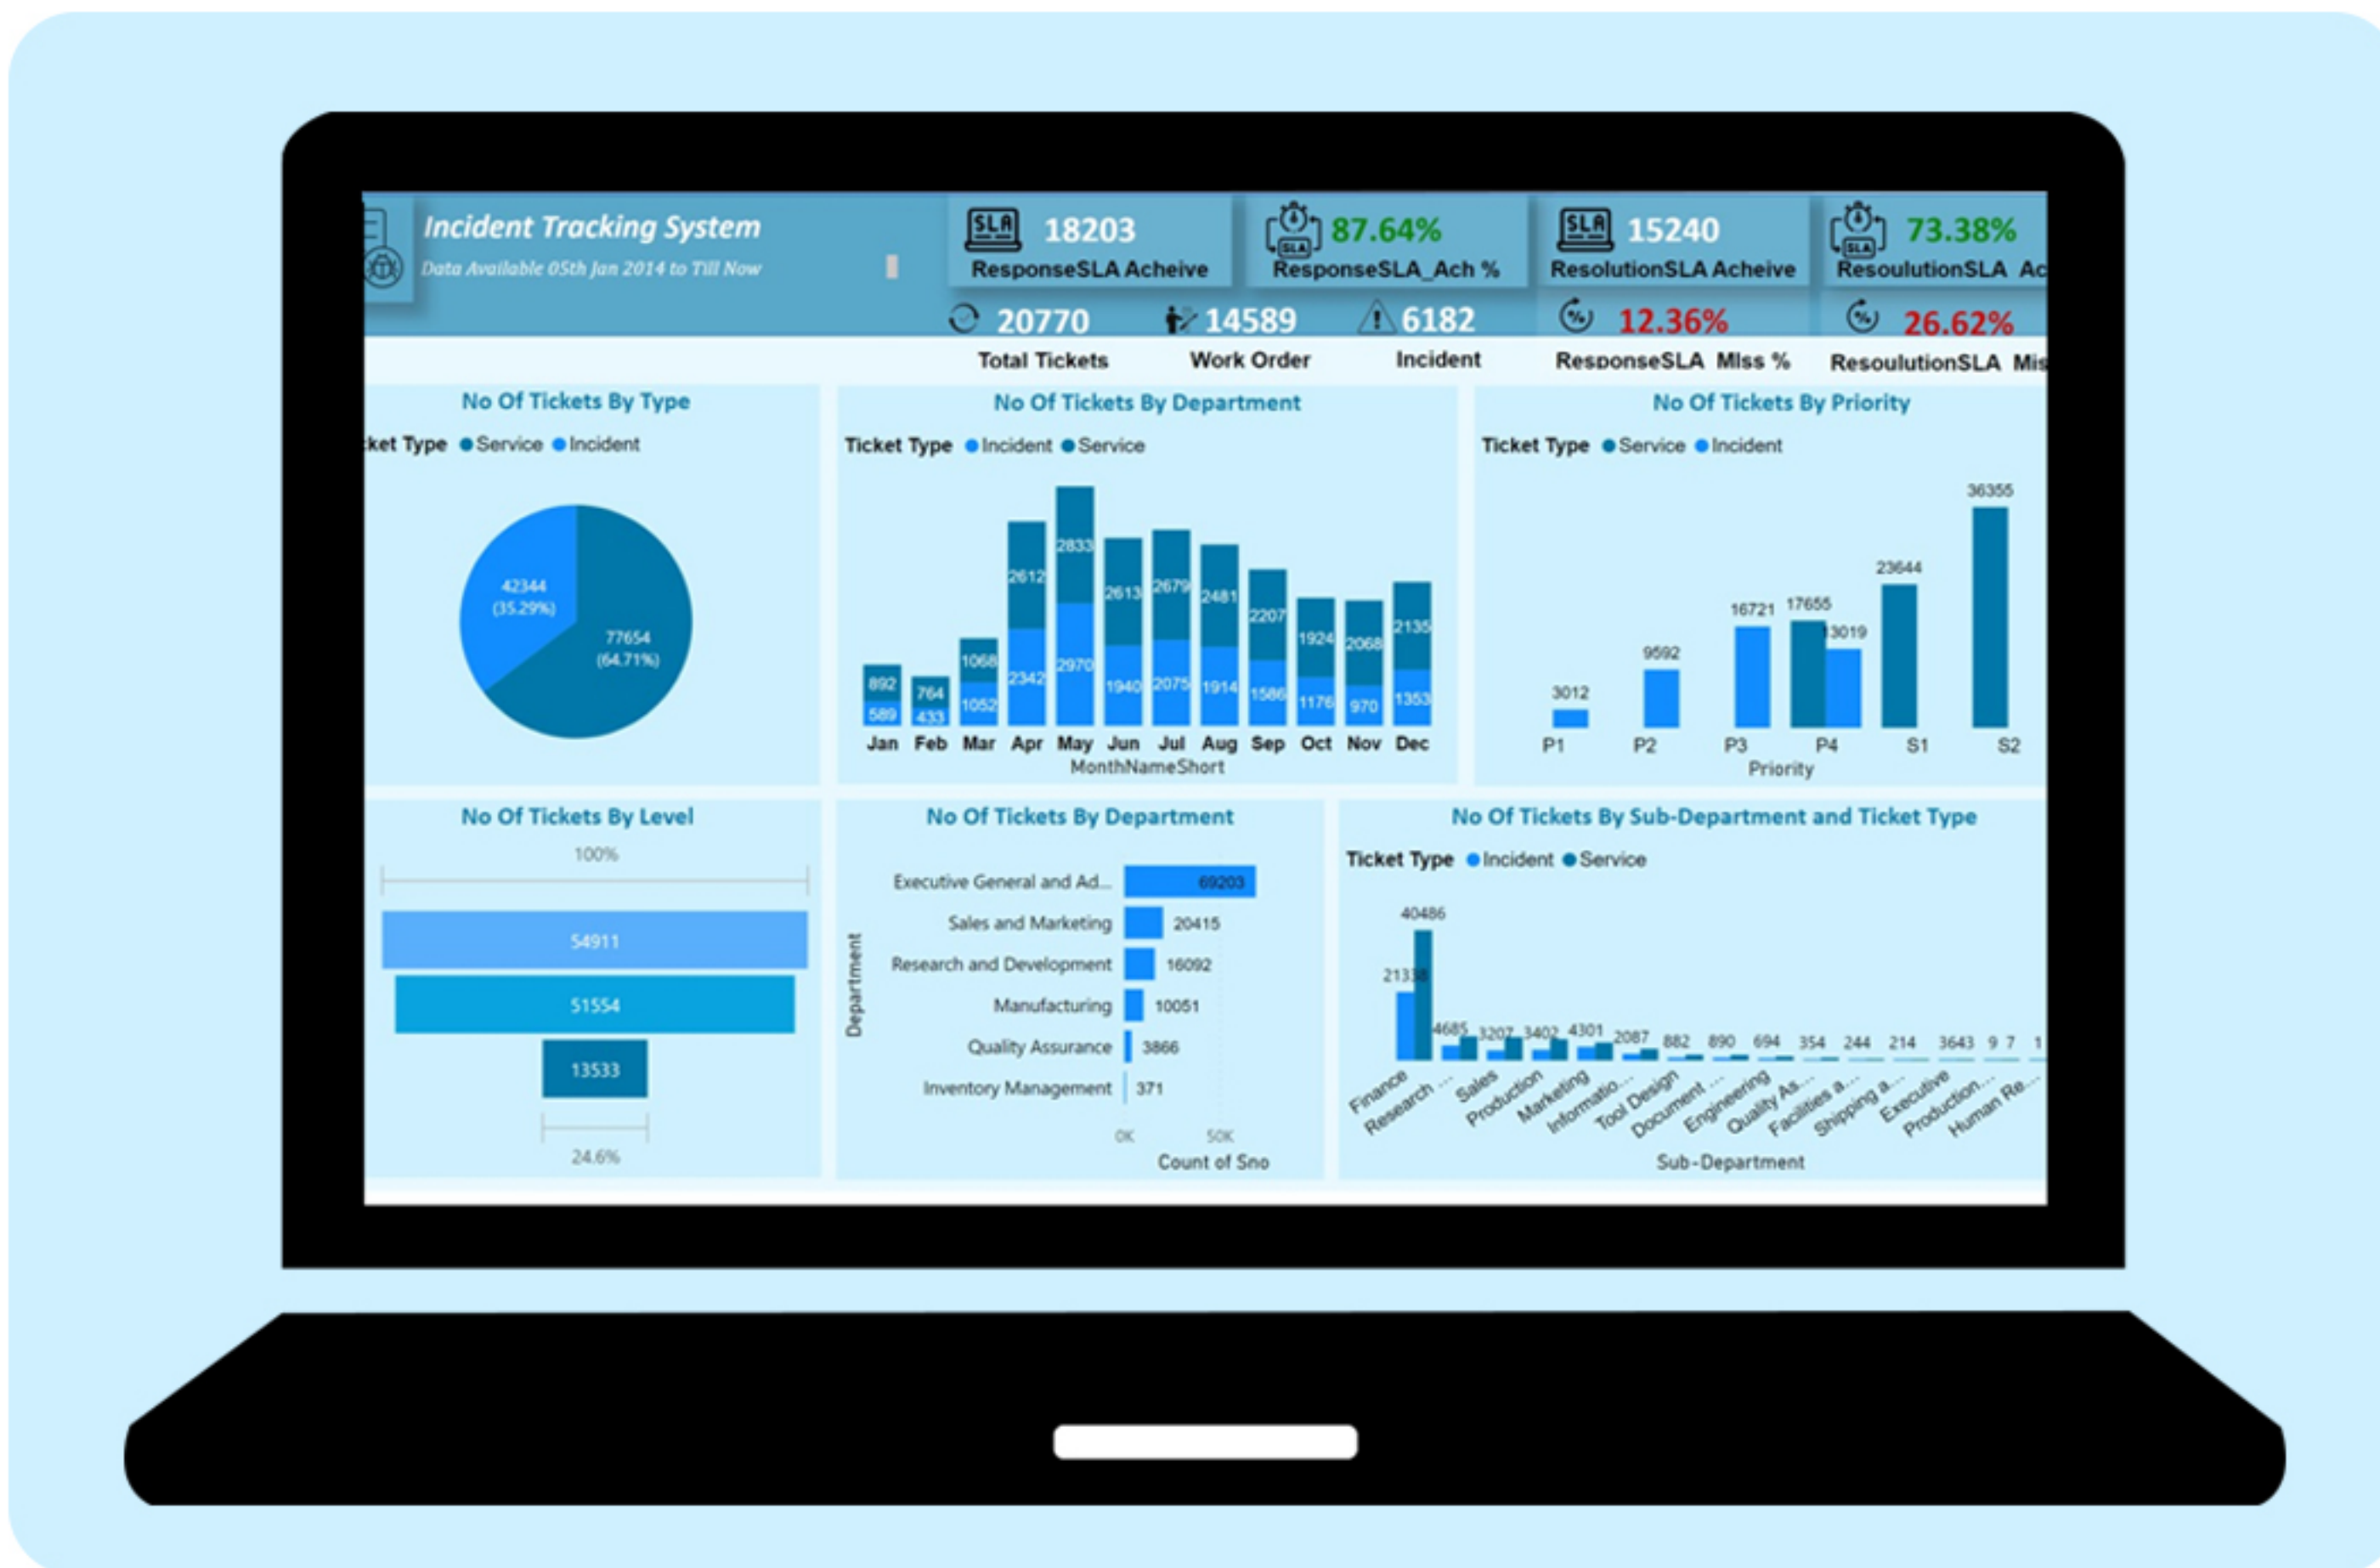 Incident Tracking System
Data Available 05th Jan 2014 to Till Now
SLA 18203
ResponseSLA Acheive
SLA 87.64%
ResponseSLA_Ach %
SLA 15240
ResolutionSLA Acheive
SLA 73.38%
ResoulutionSLA Ac
20770
Total Tickets
14589
Work Order
6182
Incident
% 12.36%
ResponseSLA MIss %
% 26.62%
ResoulutionSLA Mis
No Of Tickets By Type
cket Type Service Incident
42344
(35.29%)
77654
(64.71%)
No Of Tickets By Department
Ticket Type Incident Service
892 764 1068 2612 2833 2613 2679 2481 2207 1924 2068 2135
589 433 1052 2342 2970 1940 2075 1914 1586 1176 970 1353
Jan Feb Mar Apr May Jun Jul Aug Sep Oct Nov Dec
MonthNameShort
No Of Tickets By Priority
Ticket Type Service Incident
3012 9592 16721 17655 13019 23644 36355
P1 P2 P3 P4 S1 S2
Priority
No Of Tickets By Level
100%
54911
51554
13533
24.6%
No Of Tickets By Department
Department
Executive General and Ad... 69203
Sales and Marketing 20415
Research and Development 16092
Manufacturing 10051
Quality Assurance 3866
Inventory Management 371
0K 50K
Count of Sno
No Of Tickets By Sub-Department and Ticket Type
Ticket Type Incident Service
40486
21338
4685 3207 3402 4301 2087 882 890 694 354 244 214 3643 9 7 1
Finance Research ... Sales Production Marketing Informatio... Tool Design Document ... Engineering Quality As... Facilities a... Shipping a... Executive Production... Human Re...
Sub-Department